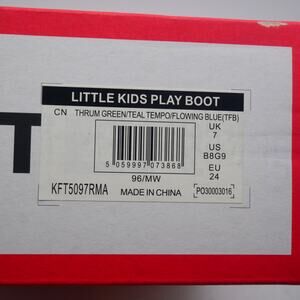 LITTLE KIDS PLAY BOOT
CN THRUM GREEN/TEAL TEMPO/FLOWING BLUE(TFB)
UK
7
US
B8G9
EU
24
5 059997 073868
96/MW
KFT5097RMA
MADE IN CHINA
PO30003016
T